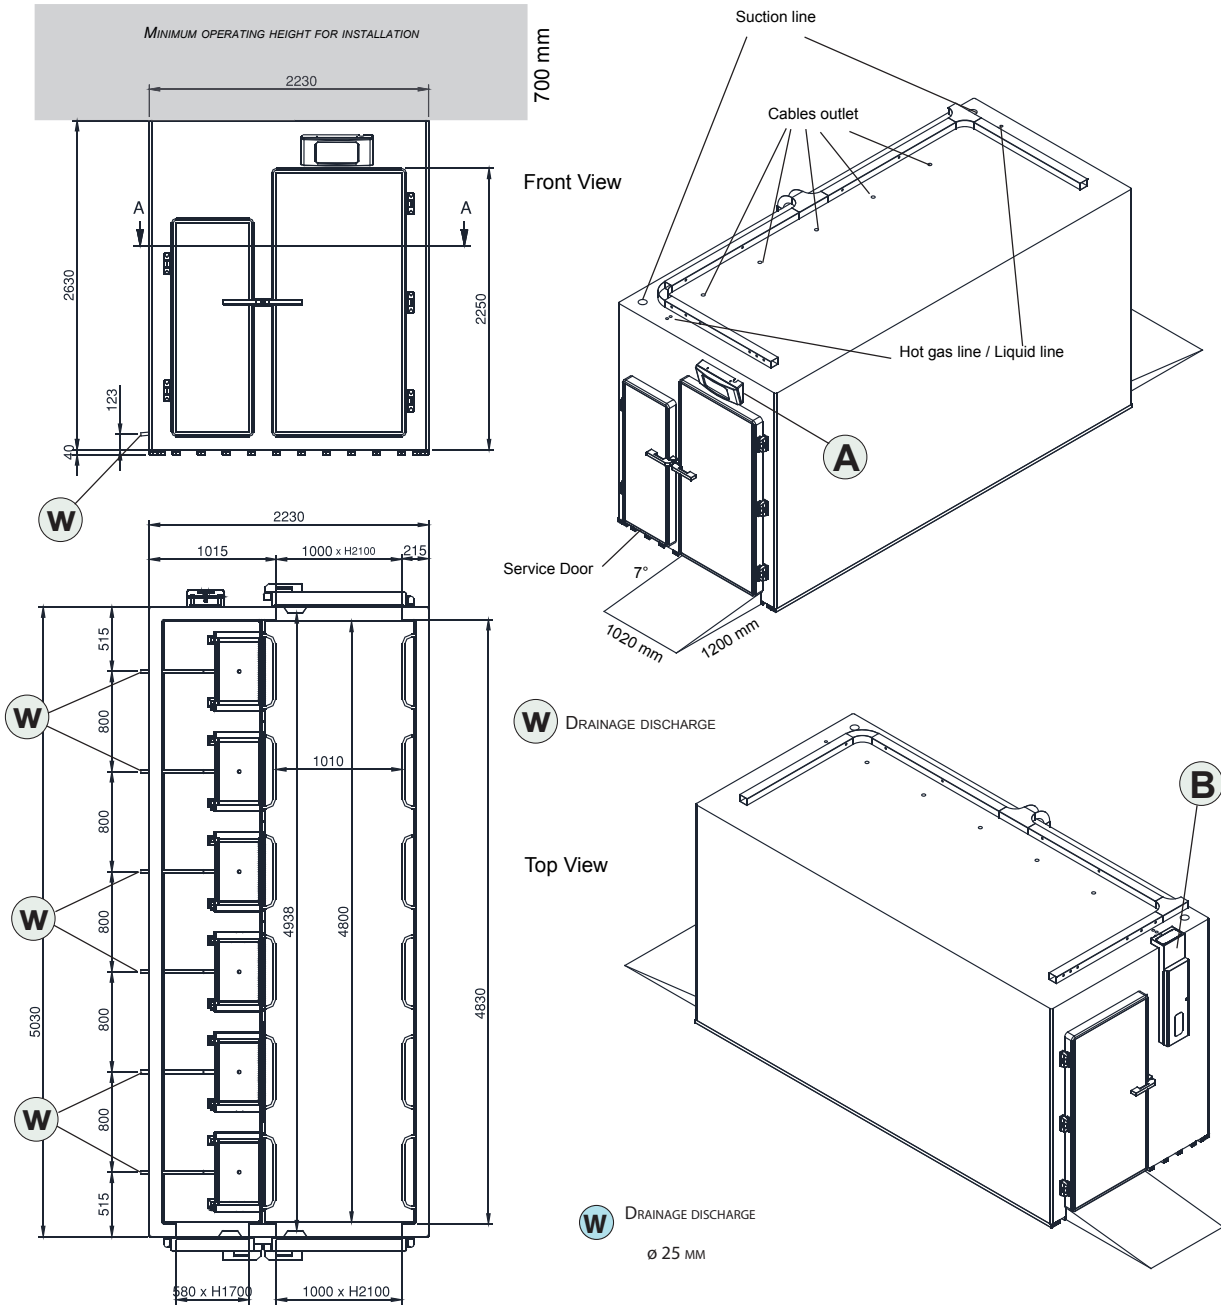 MINIMUM OPERATING HEIGHT FOR INSTALLATION
700 mm
2230
2630
2250
A
A
123
40
W
Front View
Suction line
Cables outlet
Hot gas line / Liquid line
A
Service Door
7°
1020 mm
1200 mm
2230
1015
1000 x H2100
215
515
800
800
800
800
800
515
5030
1010
4938
4800
4830
W
W
W
580 x H1700
1000 x H2100
W DRAINAGE DISCHARGE
Top View
B
W DRAINAGE DISCHARGE
ø 25 MM